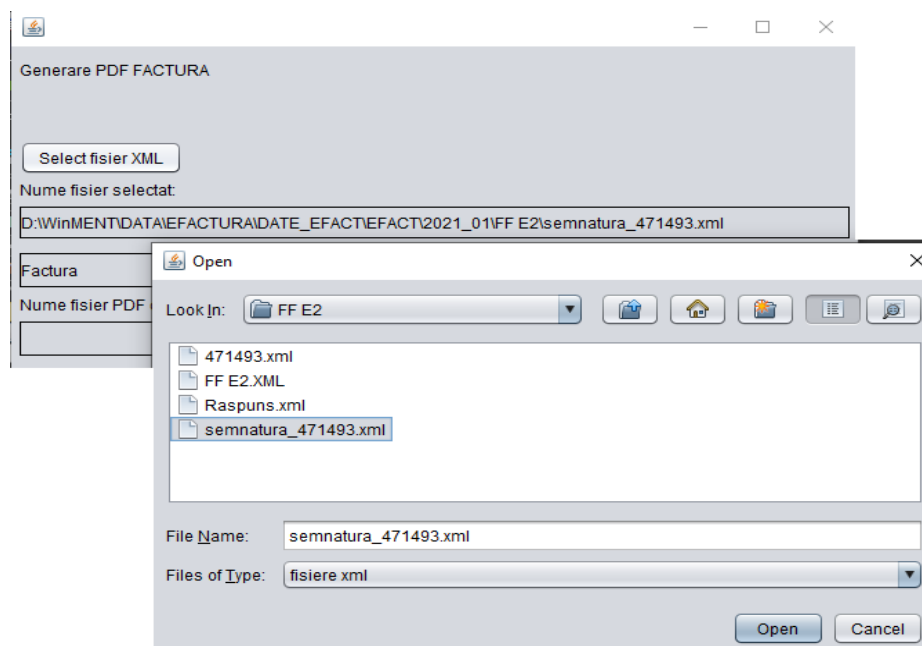 Generare PDF FACTURA
Select fisier XML
Nume fisier selectat:
D:\WinMENT\DATA\EFACTURA\DATE_EFACT\EFACT\2021_01\FF E2\semnatura_471493.xml
Factura
Nume fisier PDF
Open
Look In: FF E2
471493.xml
FF E2.XML
Raspuns.xml
semnatura_471493.xml
File Name: semnatura_471493.xml
Files of Type: fisiere xml
Open Cancel